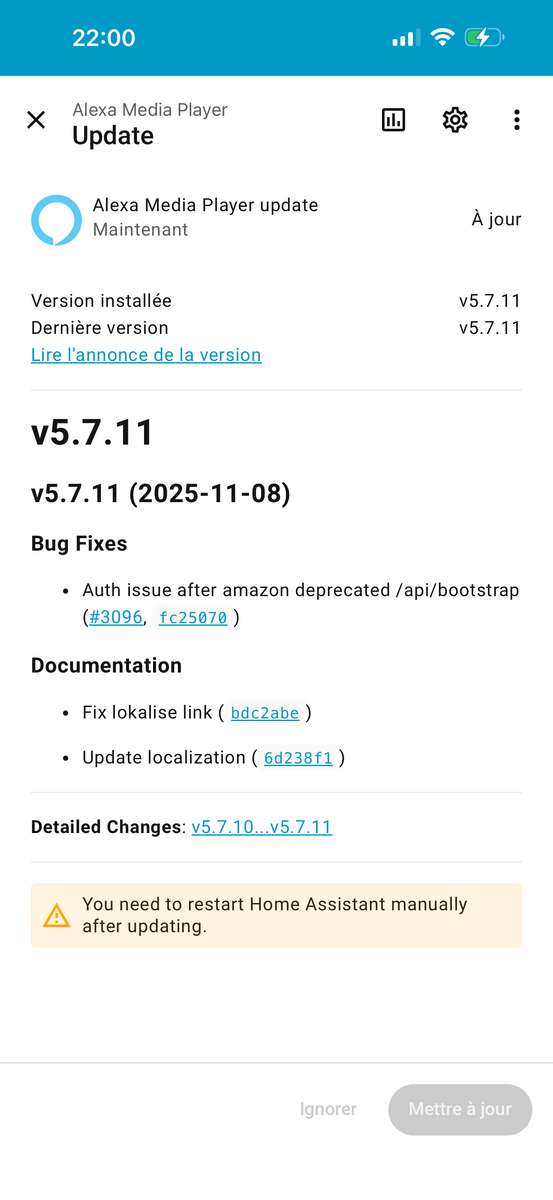 22:00
Alexa Media Player
Update
Alexa Media Player update
Maintenant
À jour
Version installée
v5.7.11
Dernière version
v5.7.11
Lire l'annonce de la version
v5.7.11
v5.7.11 (2025-11-08)
Bug Fixes
• Auth issue after amazon deprecated /api/bootstrap
(#3096, fc25070 )
Documentation
• Fix lokalise link ( bdc2abe )
• Update localization ( 6d238f1 )
Detailed Changes: v5.7.10...v5.7.11
You need to restart Home Assistant manually
after updating.
Ignorer
Mettre à jour